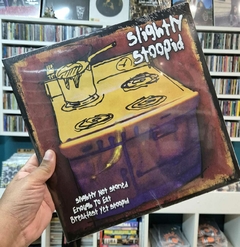 Slightly
Stoopid
Slightly Not Stoned
Enough To Eat
Breakfast Yet Stoopid